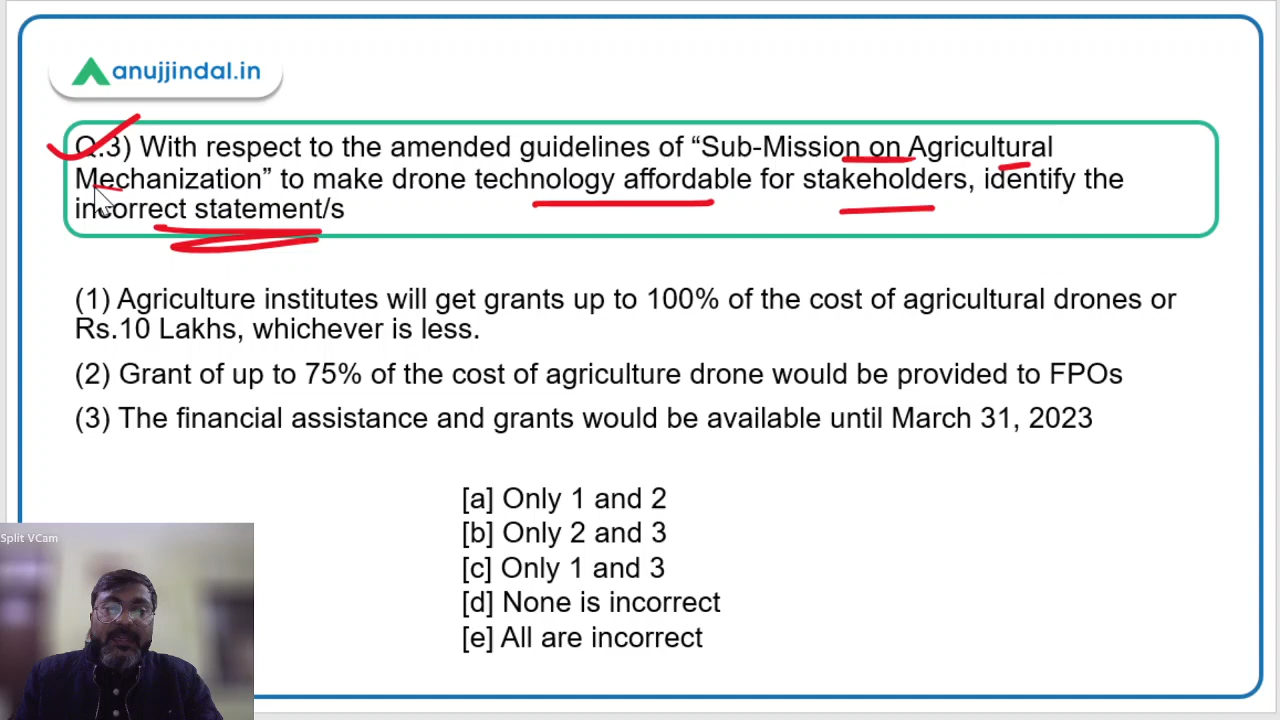 anujjindal.in
Q.3) With respect to the amended guidelines of “Sub-Mission on Agricultural
Mechanization” to make drone technology affordable for stakeholders, identify the
incorrect statement/s
(1) Agriculture institutes will get grants up to 100% of the cost of agricultural drones or
Rs.10 Lakhs, whichever is less.
(2) Grant of up to 75% of the cost of agriculture drone would be provided to FPOs
(3) The financial assistance and grants would be available until March 31, 2023
[a] Only 1 and 2
[b] Only 2 and 3
[c] Only 1 and 3
[d] None is incorrect
[e] All are incorrect
Split VCam